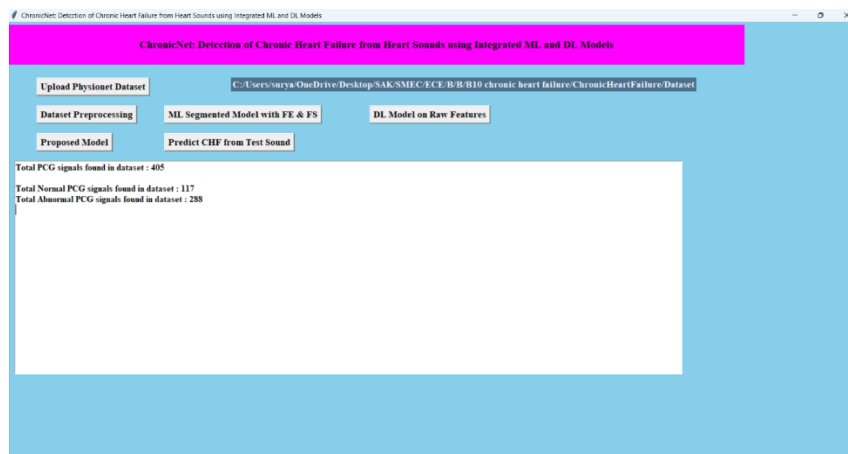 ChronicNet: Detection of Chronic Heart Failure from Heart Sounds using Integrated ML and DL Models
ChronicNet: Detection of Chronic Heart Failure from Heart Sounds using Integrated ML and DL Models
Upload Physionet Dataset
C:/Users/surya/OneDrive/Desktop/SAK/SMEC/ECE/B/B/B10 chronic heart failure/ChronicHeartFailure/Dataset
Dataset Preprocessing
ML Segmented Model with FE & FS
DL Model on Raw Features
Proposed Model
Predict CHF from Test Sound
Total PCG signals found in dataset : 405
Total Normal PCG signals found in dataset : 117
Total Abnormal PCG signals found in dataset : 288